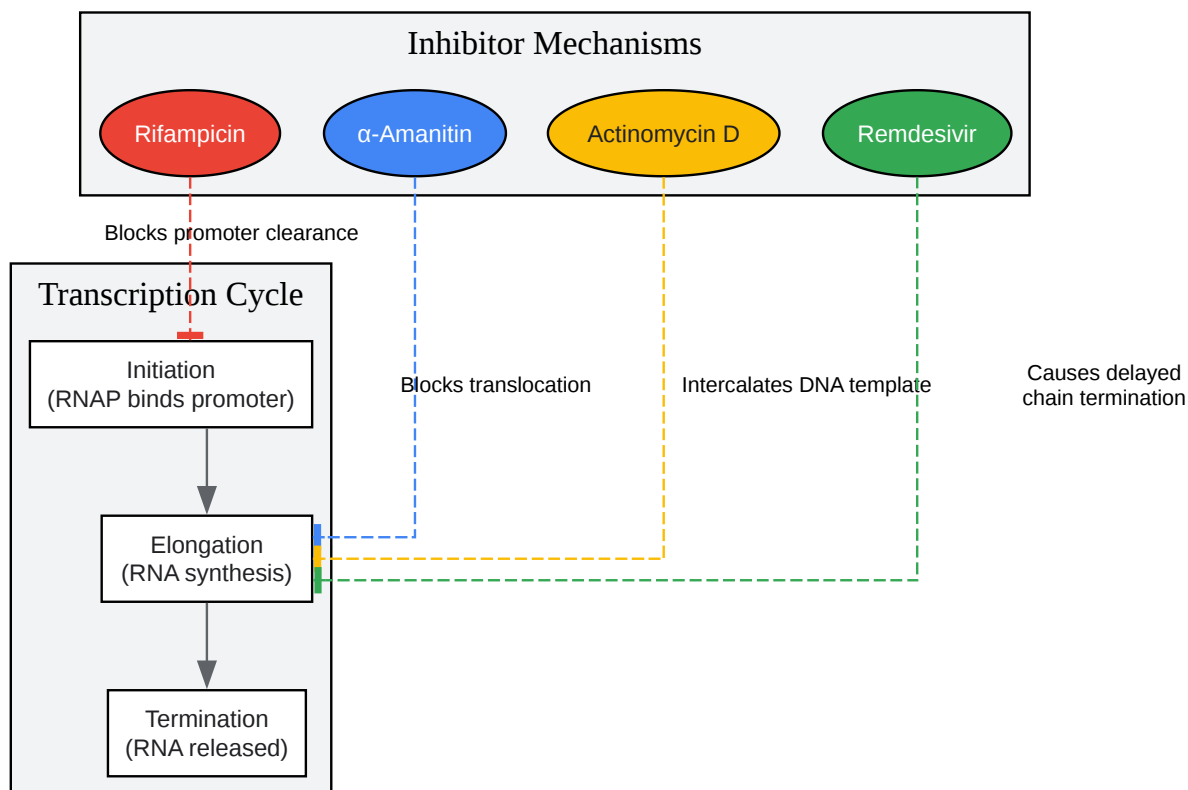 Inhibitor Mechanisms
Rifampicin
α-Amanitin
Actinomycin D
Remdesivir
Blocks promoter clearance
Transcription Cycle
Initiation
(RNAP binds promoter)
Blocks translocation
Intercalates DNA template
Causes delayed
chain termination
Elongation
(RNA synthesis)
Termination
(RNA released)